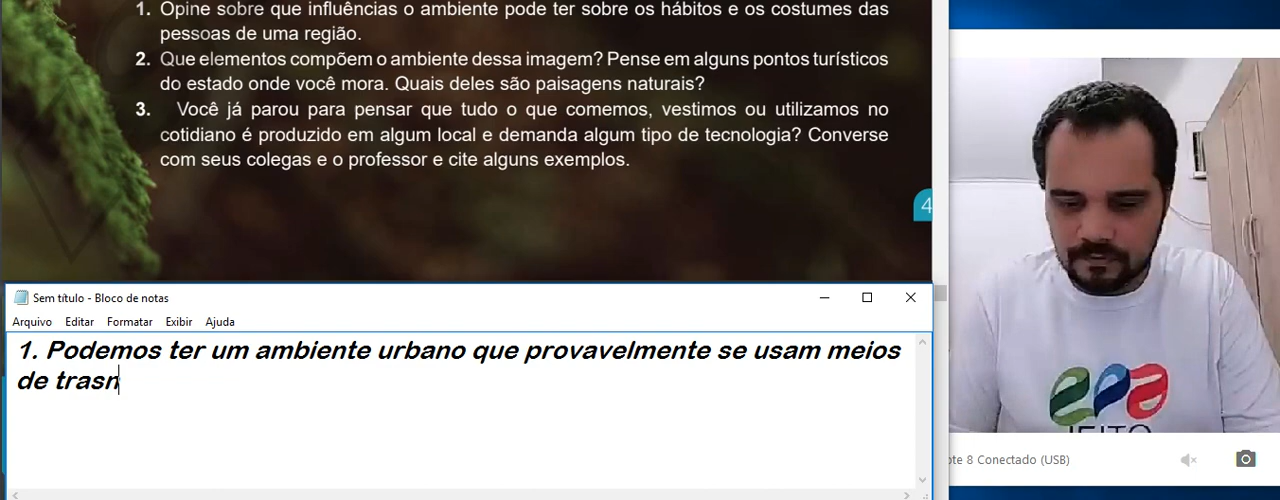 1. Opine sobre que influências o ambiente pode ter sobre os hábitos e os costumes das
pessoas de uma região.
2. Que elementos compõem o ambiente dessa imagem? Pense em alguns pontos turísticos
do estado onde você mora. Quais deles são paisagens naturais?
3. Você já parou para pensar que tudo o que comemos, vestimos ou utilizamos no
cotidiano é produzido em algum local e demanda algum tipo de tecnologia? Converse
com seus colegas e o professor e cite alguns exemplos.
4
Sem título - Bloco de notas
Arquivo Editar Formatar Exibir Ajuda
1. Podemos ter um ambiente urbano que provavelmente se usam meios
de trasn
JEITO
8 Conectado (USB)